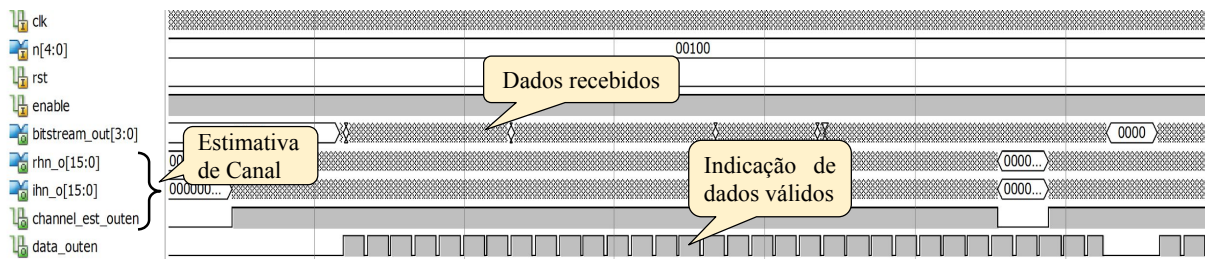 clk
n[4:0]
00100
rst
Dados recebidos
enable
bitstream_out[3:0]
0000
Estimativa
de Canal
rhn_o[15:0]
00
0000...
Indicação de
dados válidos
ihn_o[15:0]
000000...
0000...
channel_est_outen
data_outen